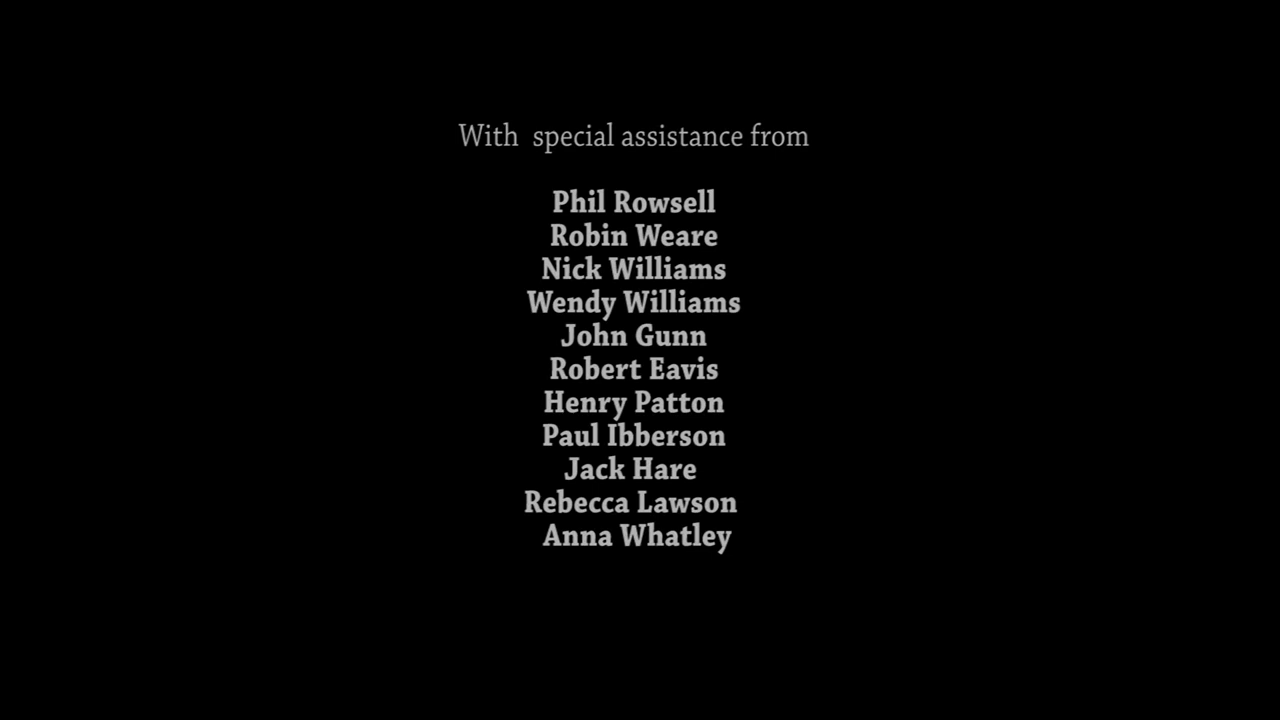 With  special assistance from
Phil Rowsell
Robin Weare
Nick Williams
Wendy Williams
John Gunn
Robert Eavis
Henry Patton
Paul Ibberson
Jack Hare
Rebecca Lawson
Anna Whatley